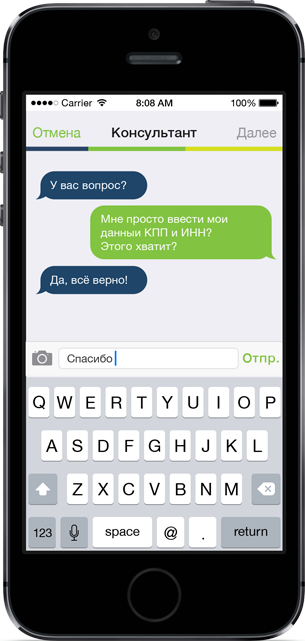 Carrier 8:08 AM 100%
Отмена Консультант Далее
У вас вопрос?
Мне просто ввести мои
данныи КПП и ИНН?
Этого хватит?
Да, всё верно!
Спасибо Отпр.
Q W E R T Y U I O P
A S D F G H J K L
Z X C V B N M
123 space @ . return